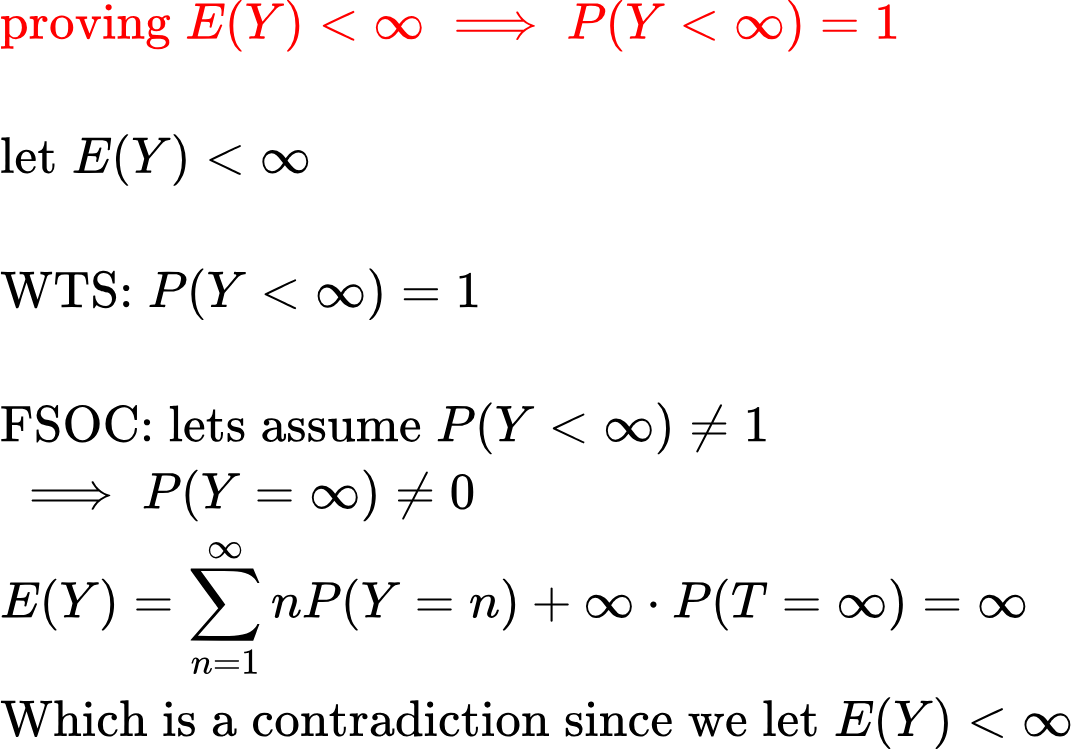 proving E(Y) < ∞ ⟹ P(Y < ∞) = 1
let E(Y) < ∞
WTS: P(Y < ∞) = 1
FSOC: lets assume P(Y < ∞) ≠ 1
⟹ P(Y = ∞) ≠ 0
E(Y) = ∑_{n=1}^{∞} nP(Y = n) + ∞ · P(T = ∞) = ∞
Which is a contradiction since we let E(Y) < ∞